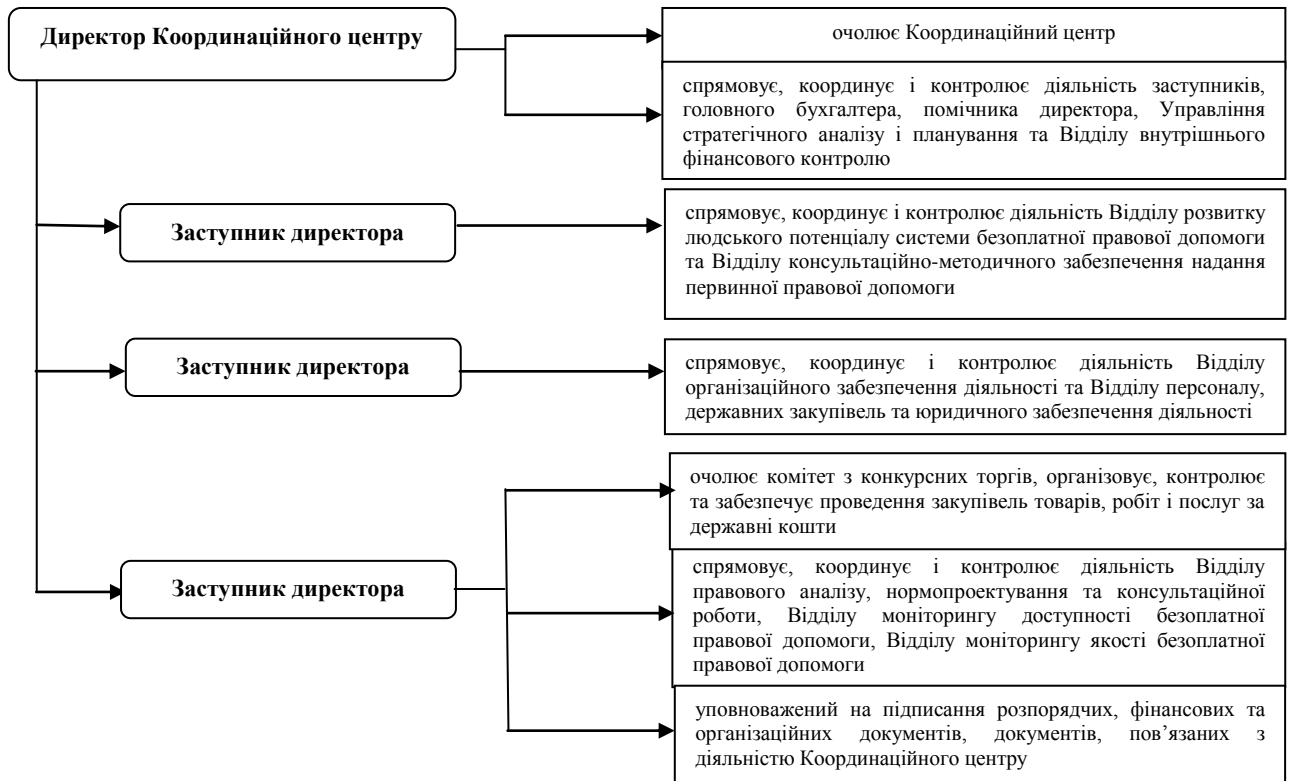 Директор Координаційного центру
очолює Координаційний центр
спрямовує, координує і контролює діяльність заступників,
головного бухгалтера, помічника директора, Управління
стратегічного аналізу і планування та Відділу внутрішнього
фінансового контролю
Заступник директора
спрямовує, координує і контролює діяльність Відділу розвитку
людського потенціалу системи безоплатної правової допомоги
та Відділу консультаційно-методичного забезпечення надання
первинної правової допомоги
Заступник директора
спрямовує, координує і контролює діяльність Відділу
організаційного забезпечення діяльності та Відділу персоналу,
державних закупівель та юридичного забезпечення діяльності
Заступник директора
очолює комітет з конкурсних торгів, організовує, контролює
та забезпечує проведення закупівель товарів, робіт і послуг за
державні кошти
спрямовує, координує і контролює діяльність Відділу
правового аналізу, нормопроектування та консультаційної
роботи, Відділу моніторингу доступності безоплатної
правової допомоги, Відділу моніторингу якості безоплатної
правової допомоги
уповноважений на підписання розпорядчих, фінансових та
організаційних документів, документів, пов’язаних з
діяльністю Координаційного центру